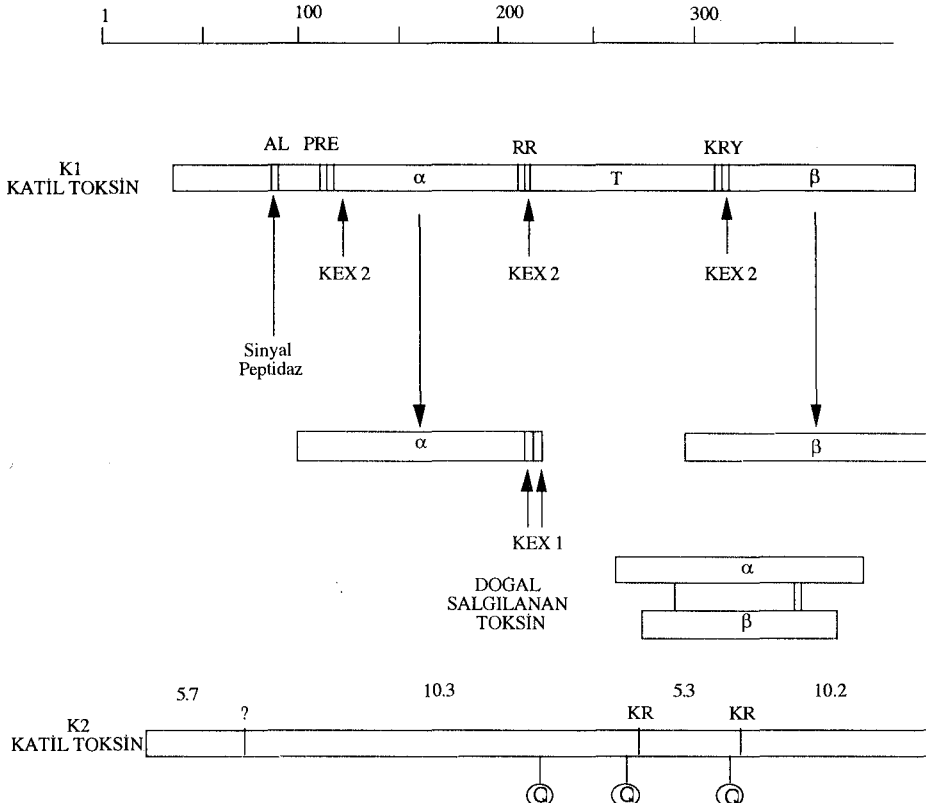 1 100 200 300
AL PRE RR KRY
K1
KATİL TOKSİN
α T β
KEX 2 KEX 2 KEX 2
Sinyal
Peptidaz
α β
KEX 1
DOĞAL
SALGILANAN
TOKSİN
α
β
5.7 10.3 5.3 10.2
? KR KR
K2
KATİL TOKSİN